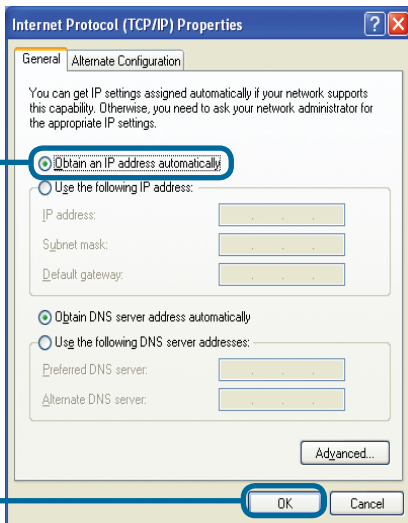 Internet Protocol (TCP/IP) Properties
General
Alternate Configuration
You can get IP settings assigned automatically if your network supports
this capability. Otherwise, you need to ask your network administrator for
the appropriate IP settings.
Obtain an IP address automatically
Use the following IP address:
IP address:
Subnet mask:
Default gateway:
Obtain DNS server address automatically
Use the following DNS server addresses:
Preferred DNS server:
Alternate DNS server:
Advanced...
OK
Cancel